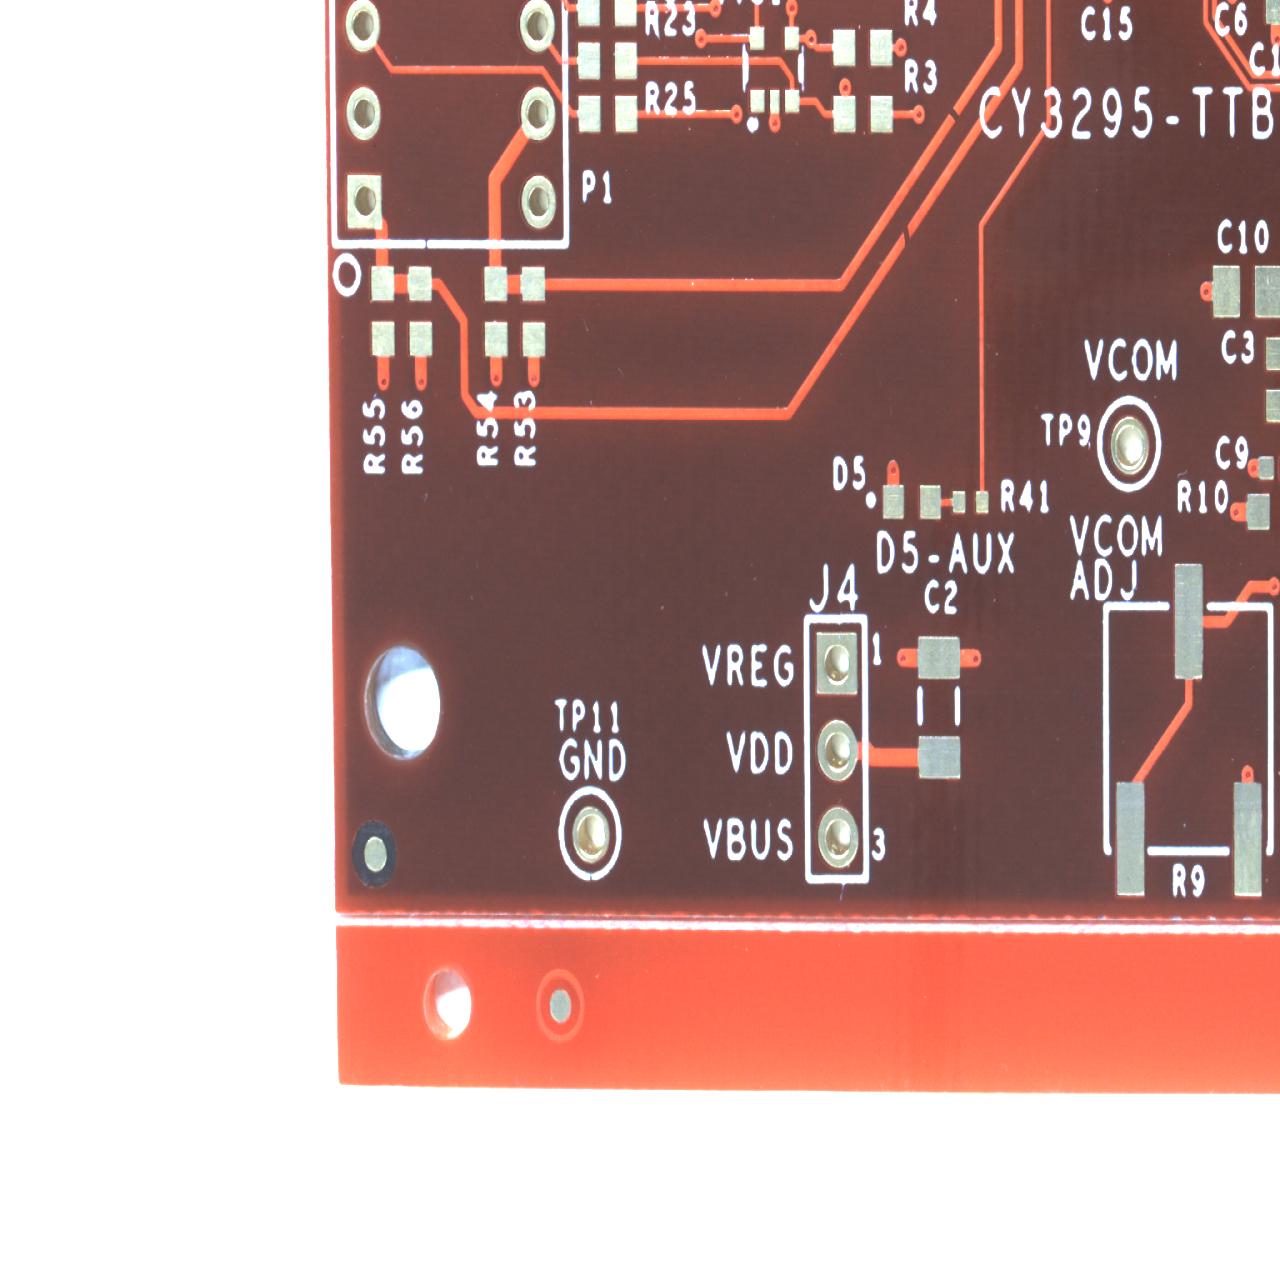 R4
R23
C15
C6
C1
R3
R25
CY3295-TTB
P1
C10
C3
VCOM
R55
R56
R54
R53
TP9
C9
D5
R41
R10
D5-AUX
VCOM
ADJ
J4
C2
VREG
1
TP11
GND
VDD
VBUS
3
R9